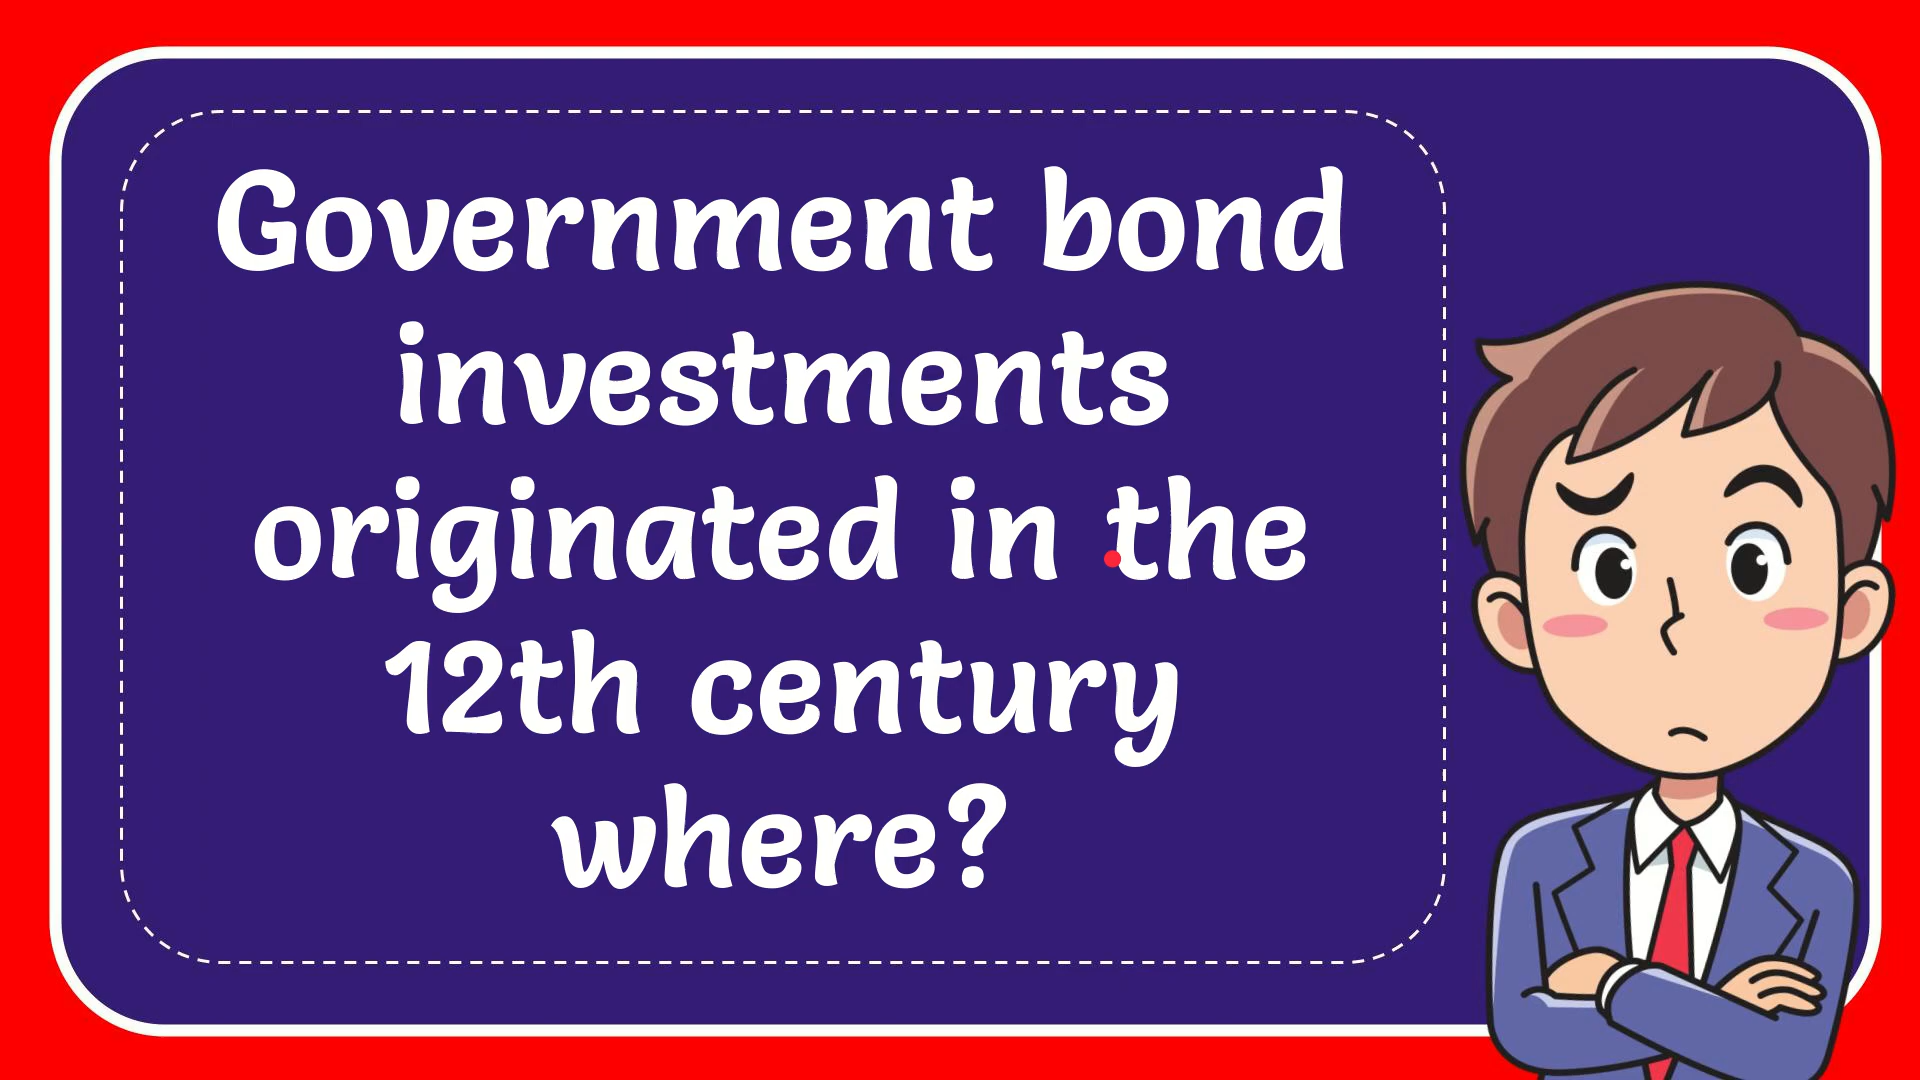 Government bond
investments
originated in the
12th century
where?